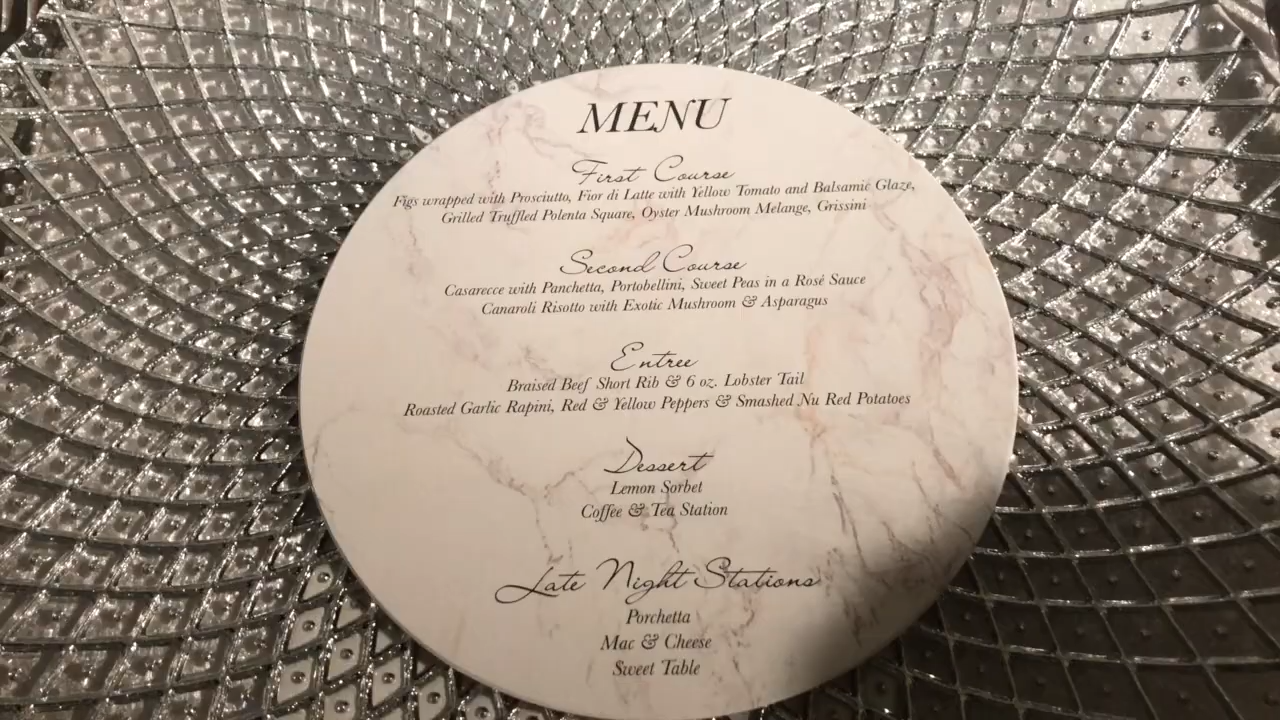 MENU
First Course
Figs wrapped with Prosciutto, Fior di Latte with Yellow Tomato and Balsamic Glaze,
Grilled Truffled Polenta Square, Oyster Mushroom Melange, Grissini
Second Course
Casarecce with Panchetta, Portobellini, Sweet Peas in a Rosé Sauce
Canaroli Risotto with Exotic Mushroom & Asparagus
Entree
Braised Beef Short Rib & 6 oz. Lobster Tail
Roasted Garlic Rapini, Red & Yellow Peppers & Smashed Nu Red Potatoes
Dessert
Lemon Sorbet
Coffee & Tea Station
Late Night Stations
Porchetta
Mac & Cheese
Sweet Table